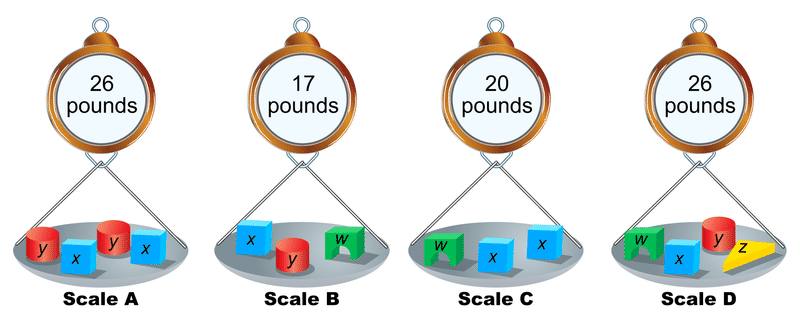 26
pounds
17
pounds
20
pounds
26
pounds
y
y
x
x
x
y
w
w
x
x
w
x
y
z
Scale A
Scale B
Scale C
Scale D